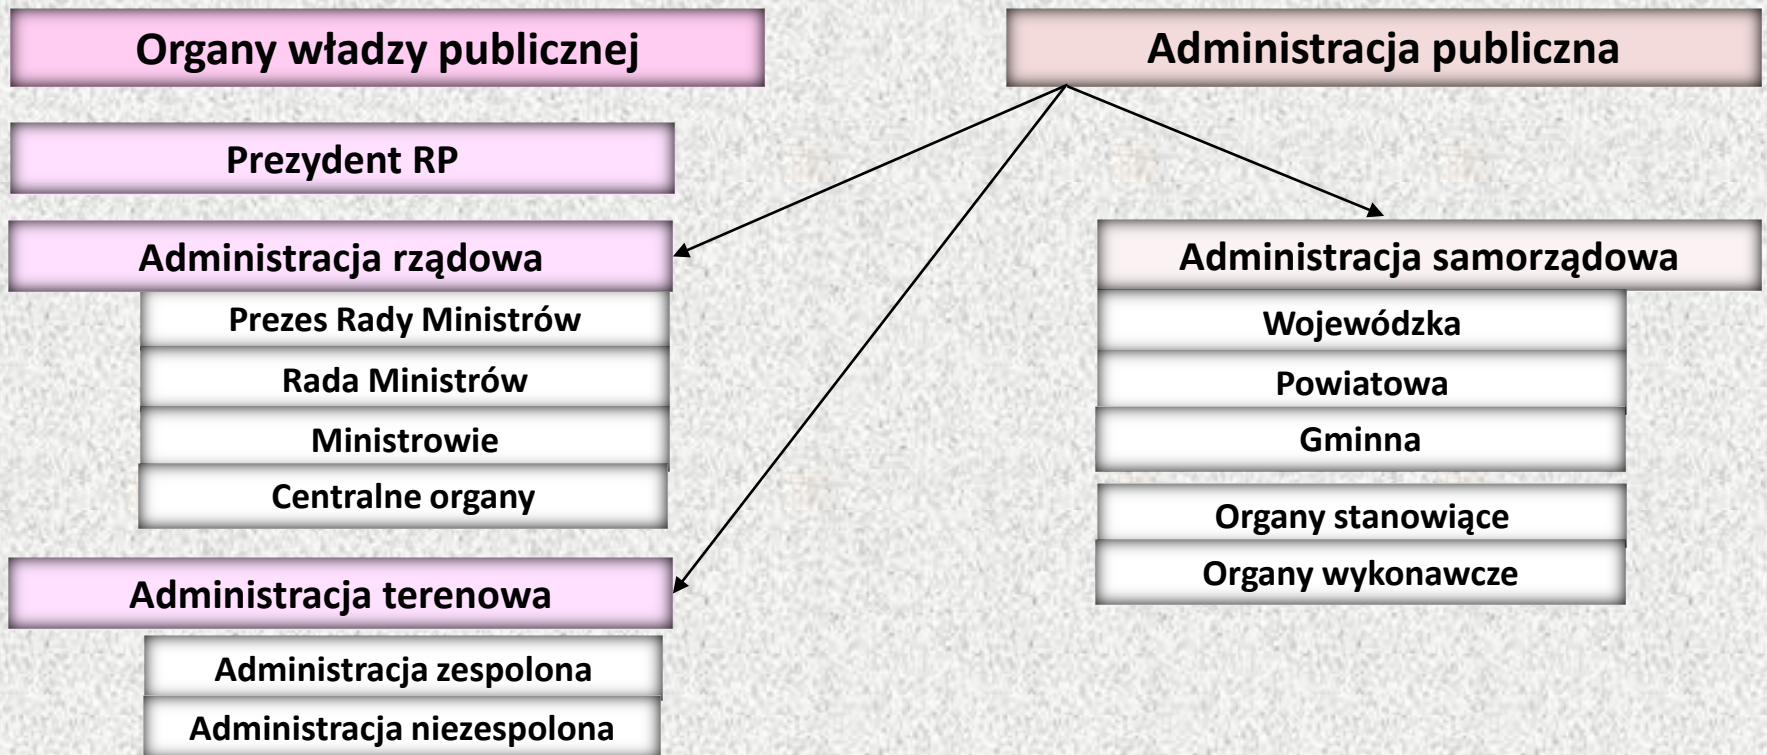 Organy władzy publicznej
Administracja publiczna
Prezydent RP
Administracja rządowa
Prezes Rady Ministrów
Rada Ministrów
Ministrowie
Centralne organy
Administracja terenowa
Administracja zespolona
Administracja niezespolona
Administracja samorządowa
Wojewódzka
Powiatowa
Gminna
Organy stanowiące
Organy wykonawcze